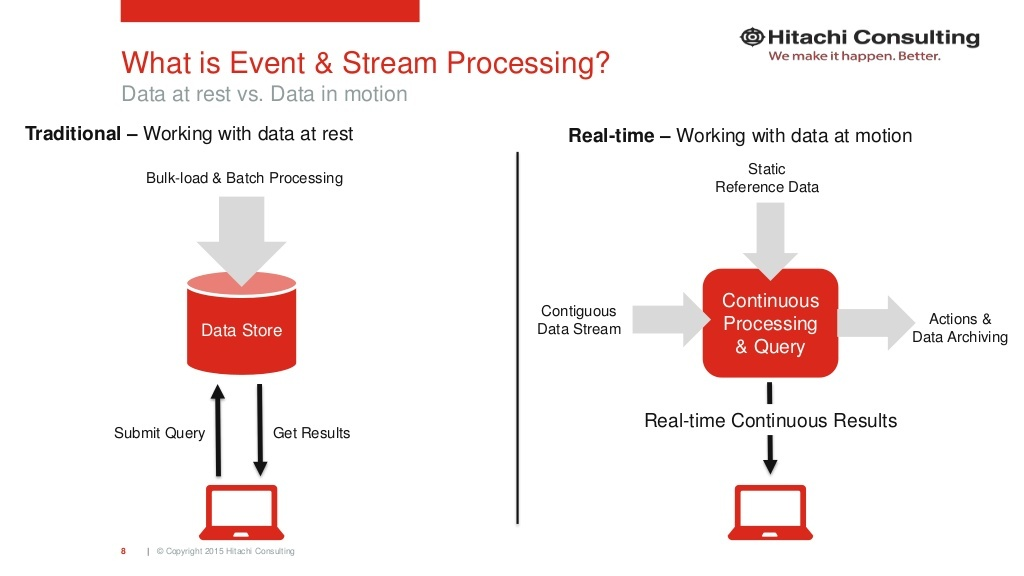 Hitachi Consulting
We make it happen. Better.
What is Event & Stream Processing?
Data at rest vs. Data in motion
Traditional – Working with data at rest
Bulk-load & Batch Processing
Data Store
Submit Query
Get Results
Real-time – Working with data at motion
Static
Reference Data
Contiguous
Data Stream
Continuous
Processing
& Query
Actions &
Data Archiving
Real-time Continuous Results
8 | © Copyright 2015 Hitachi Consulting